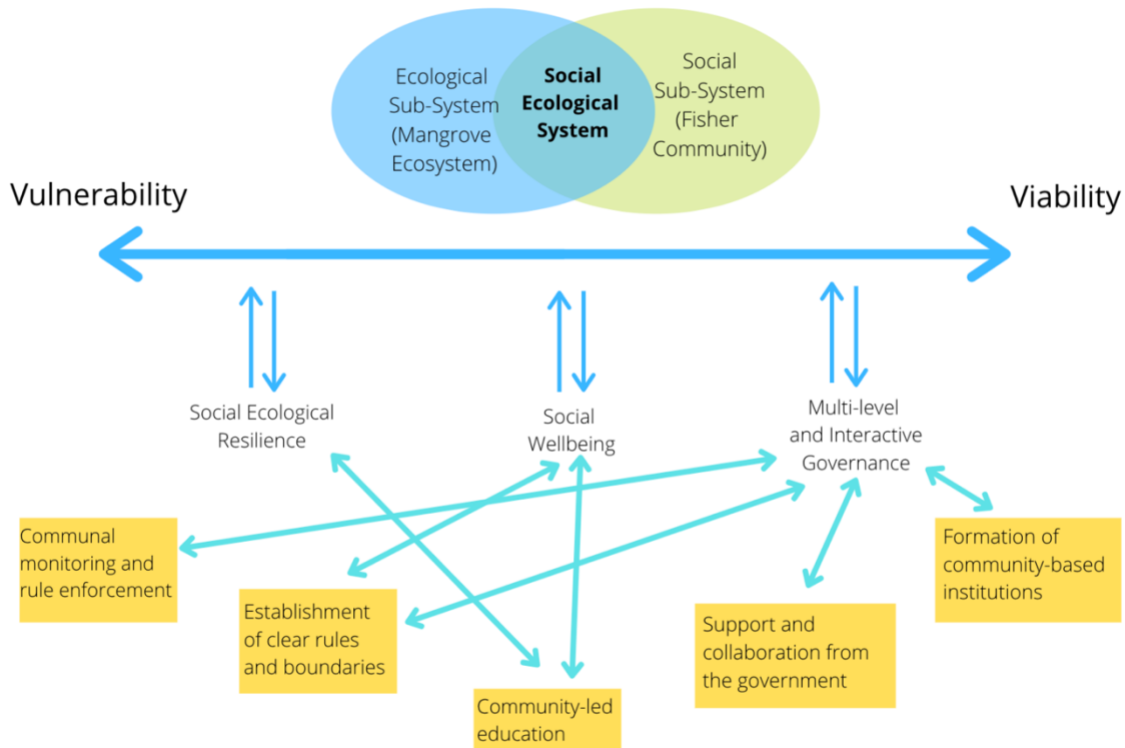 Ecological
Sub-System
(Mangrove
Ecosystem)
Social
Ecological
System
Social
Sub-System
(Fisher
Community)
Vulnerability
Viability
Social Ecological
Resilience
Social
Wellbeing
Multi-level
and Interactive
Governance
Communal
monitoring and
rule enforcement
Establishment
of clear rules
and boundaries
Community-led
education
Support and
collaboration from
the government
Formation of
community-based
institutions